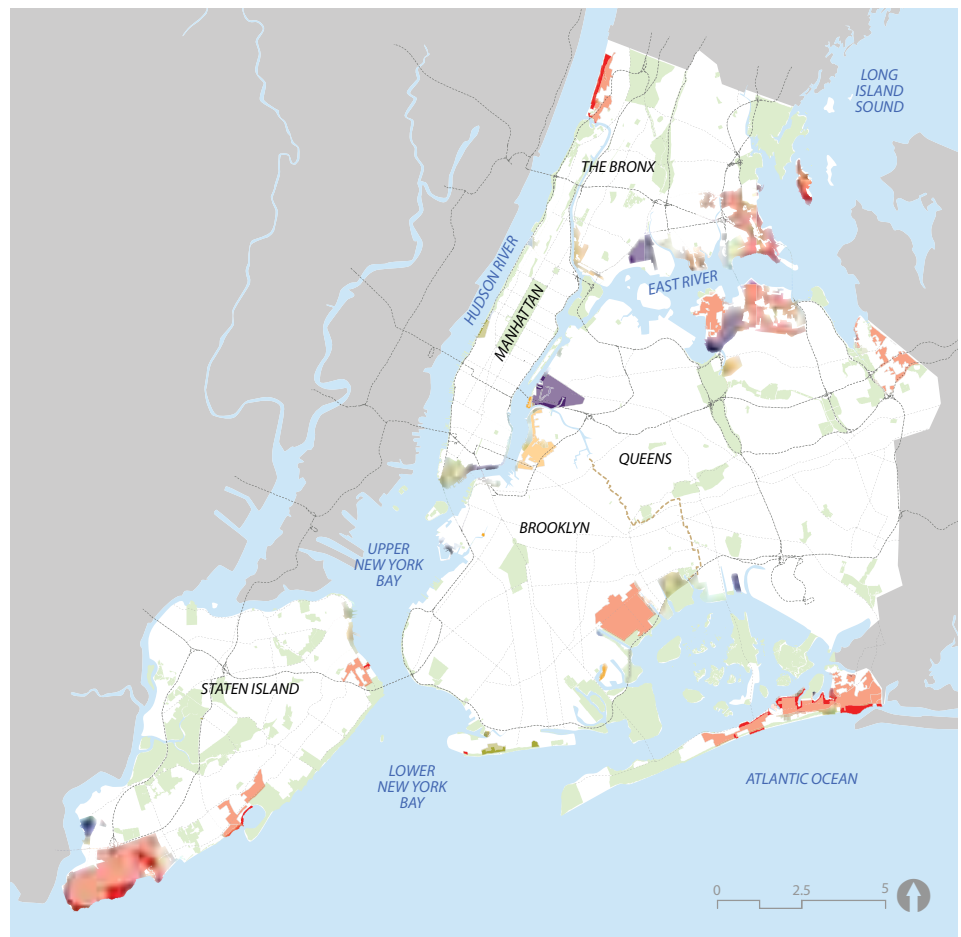 LONG
ISLAND
SOUND
THE BRONX
HUDSON RIVER
EAST RIVER
MANHATTAN
QUEENS
BROOKLYN
UPPER
NEW YORK
BAY
STATEN ISLAND
LOWER
NEW YORK
BAY
ATLANTIC OCEAN
0 2.5 5